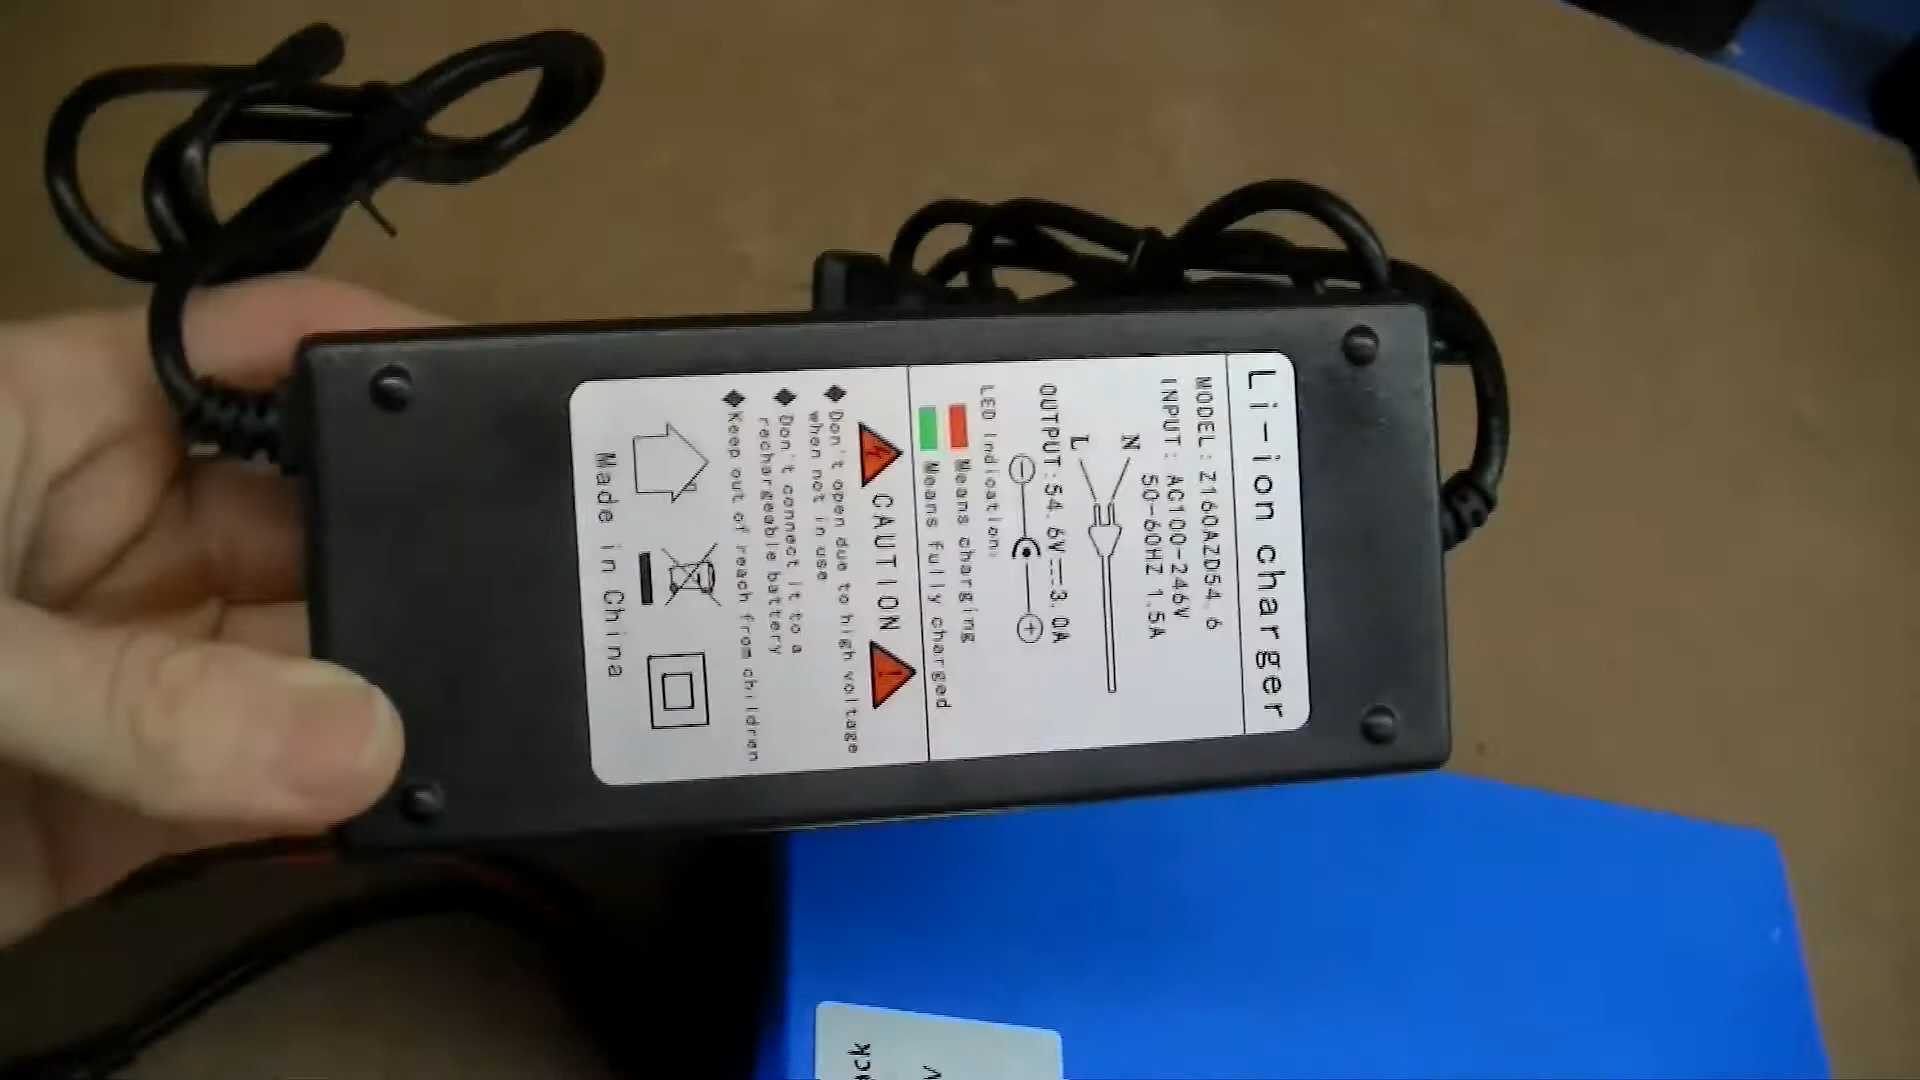 Li-ion charger
MODEL: Z160AZD54.6
INPUT: AC100-246V
50-60HZ 1.5A
N
L
OUTPUT:54.6V 3.0A
- +
LED indication:
Means charging
Means fully charged
CAUTION
Don't open due to high voltage
when not in use
Don't connect it to a
rechargeable battery
Keep out of reach from children
Made in China